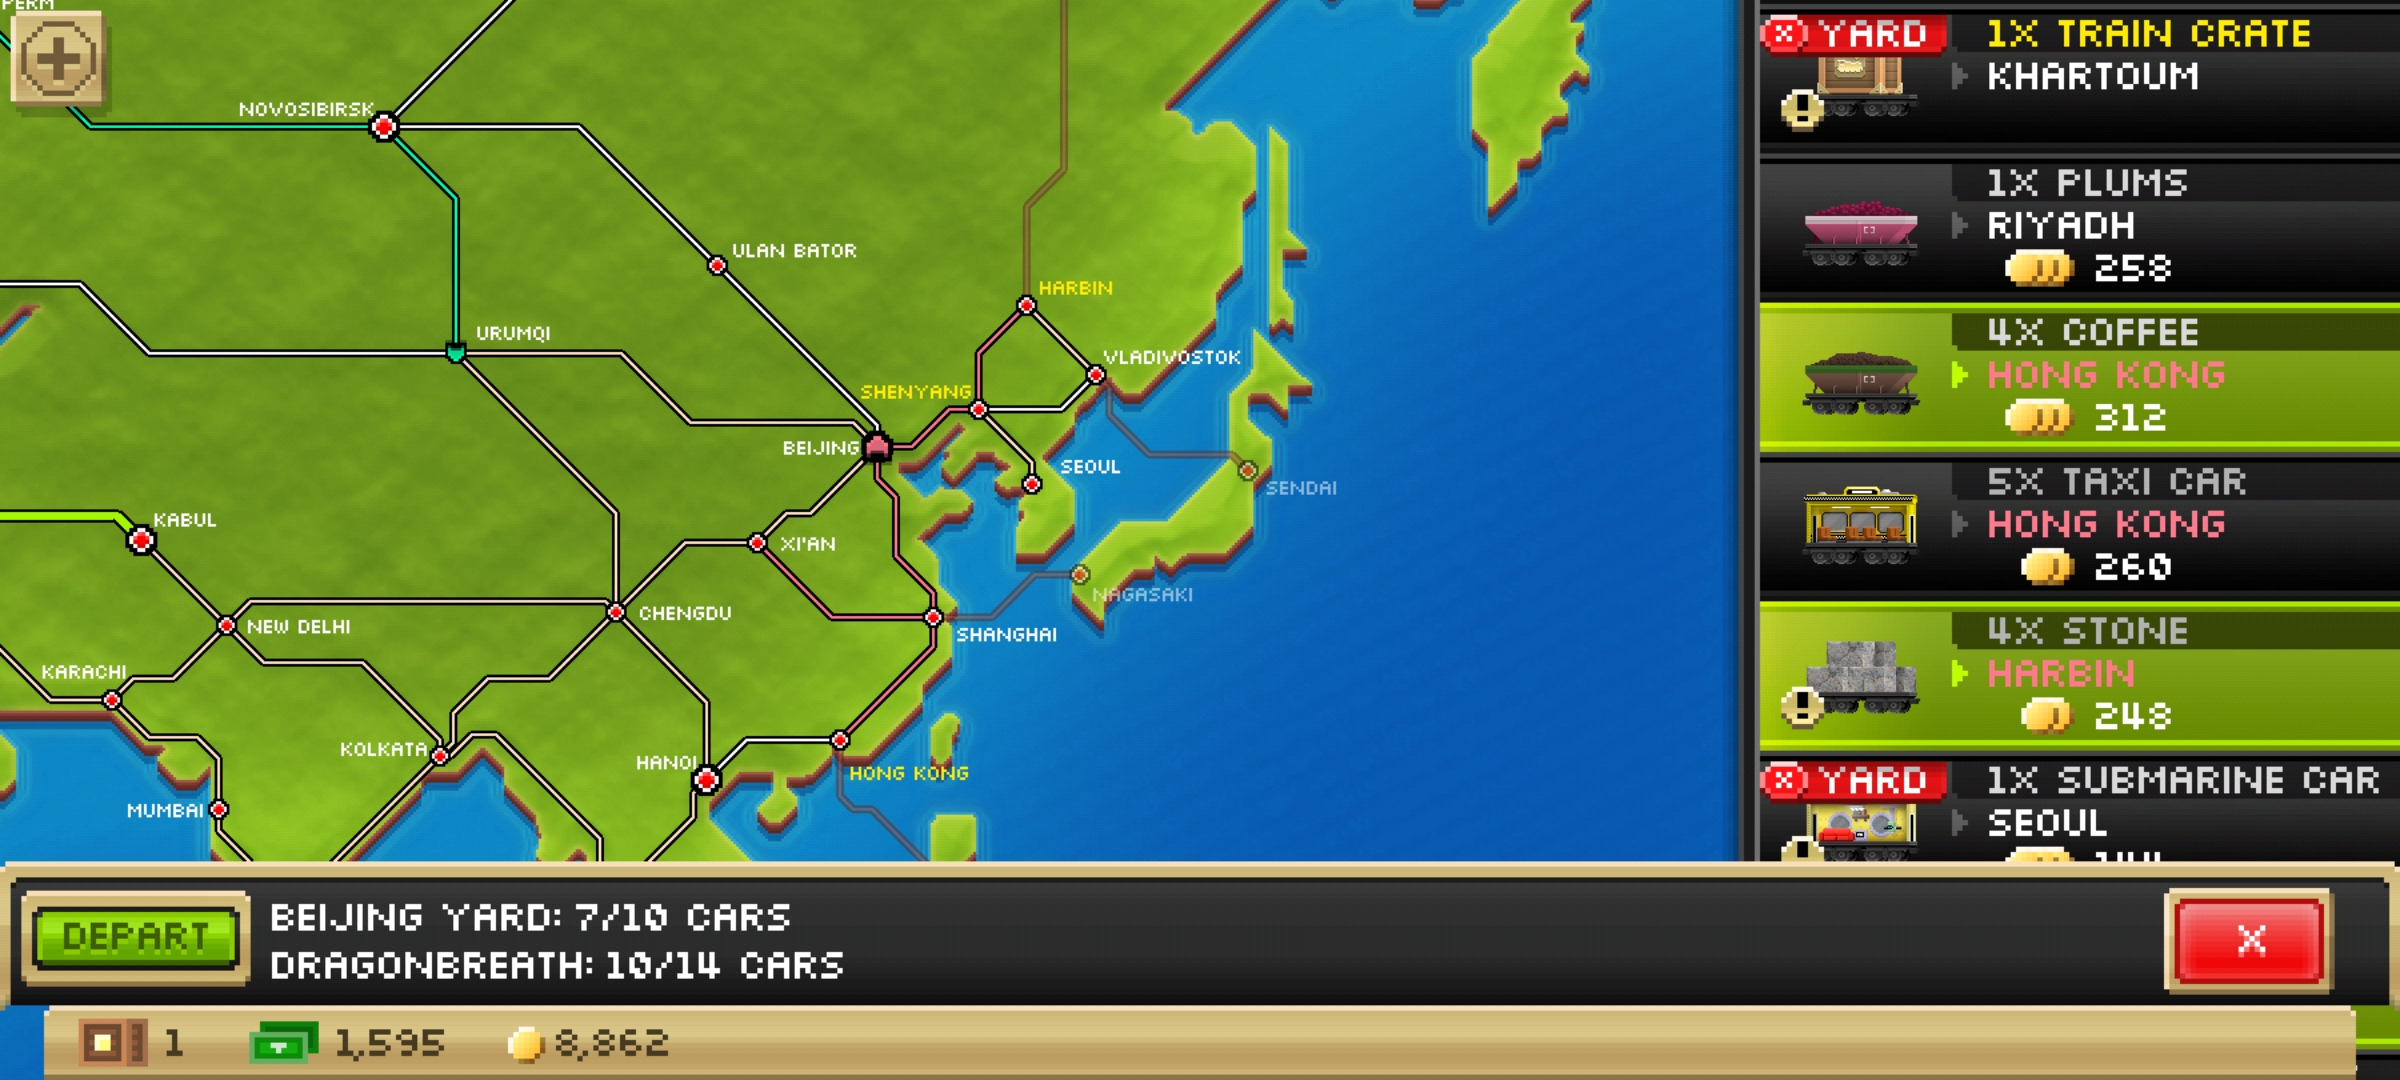 PERM
NOVOSIBIRSK
ULAN BATOR
HARBIN
URUMQI
VLADIVOSTOK
SHENYANG
BEIJING
SEOUL
SENDAI
KABUL
XI'AN
NAGASAKI
CHENGDU
NEW DELHI
SHANGHAI
KARACHI
KOLKATA
HANOI
HONG KONG
MUMBAI
YARD
1X TRAIN CRATE
KHARTOUM
1X PLUMS
RIYADH
258
4X COFFEE
HONG KONG
312
5X TAXI CAR
HONG KONG
260
4X STONE
HARBIN
248
YARD
1X SUBMARINE CAR
SEOUL
DEPART
BEIJING YARD: 7/10 CARS
DRAGONBREATH: 10/14 CARS
X
1
1,595
8,862